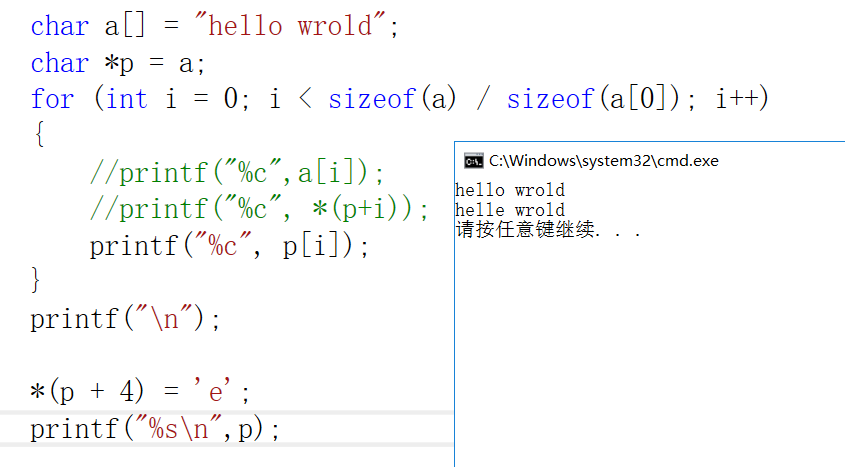 char a[] = "hello wrold";
char *p = a;
for (int i = 0; i < sizeof(a) / sizeof(a[0]); i++)
{
    //printf("%c",a[i]);
    //printf("%c", *(p+i));
    printf("%c", p[i]);
}
printf("\n");
*(p + 4) = 'e';
printf("%s\n",p);
C:\Windows\system32\cmd.exe
hello wrold
helle wrold
请按任意键继续. . .